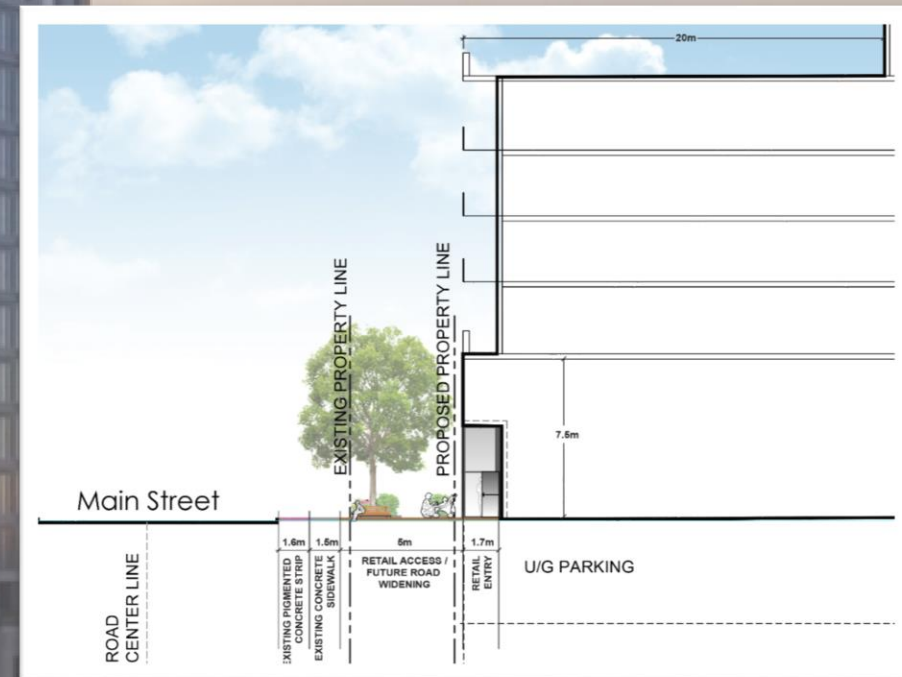 20m
EXISTING PROPERTY LINE
PROPOSED PROPERTY LINE
7.5m
Main Street
1.6m
1.5m
5m
1.7m
ROAD
CENTER LINE
EXISTING PIGMENTED
CONCRETE STRIP
EXISTING CONCRETE
SIDEWALK
RETAIL ACCESS /
FUTURE ROAD
WIDENING
RETAIL
ENTRY
U/G PARKING